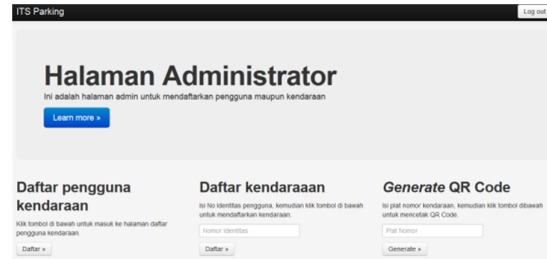 ITS Parking
Log out
Halaman Administrator
Ini adalah halaman admin untuk mendaftarkan pengguna maupun kendaraan
Learn more »
Daftar pengguna
kendaraan
Klik tombol di bawah untuk masuk ke halaman daftar
pengguna kendaraan.
Daftar »
Daftar kendaraaan
Isi No Identitas pengguna, kemudian klik tombol di bawah
untuk mendaftarkan kendaraan.
Nomor identitas
Daftar »
Generate QR Code
Isi plat nomor kendaraan, kemudian klik tombol dibawah
untuk mencetak QR Code.
Plat Nomor
Generate »